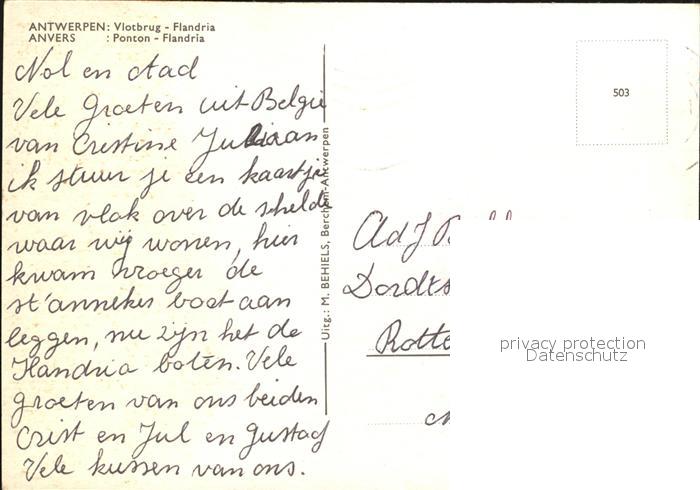 ANTWERPEN: Vlotbrug - Flandria
ANVERS : Ponton - Flandria
Nol en Aad
Vele Groeten uit Belgie
van Cristine Juliaan
ik stuur je een kaartje
van vlak over de schelde
waar wij wonen, hier
kwam vroeger de
st'annekes boot aan
leggen, nu zijn het de
Flandria boten. Vele
groeten van ons beiden
Crist en Jul en Gustaaf
Vele kussen van ons.
Uitg.: M. BEHIELS, Berchem-Antwerpen
503
Ad J
Dordts
Rotte
privacy protection
Datenschutz